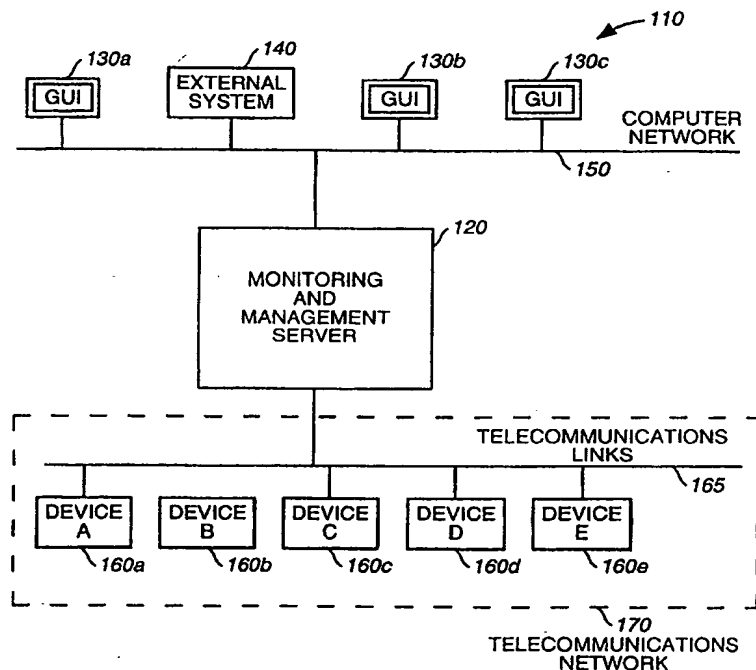 110
130a
140
130b
130c
GUI
EXTERNAL
SYSTEM
GUI
GUI
COMPUTER
NETWORK
150
120
MONITORING
AND
MANAGEMENT
SERVER
TELECOMMUNICATIONS
LINKS
165
DEVICE
A
DEVICE
B
DEVICE
C
DEVICE
D
DEVICE
E
160a
160b
160c
160d
160e
170
TELECOMMUNICATIONS
NETWORK